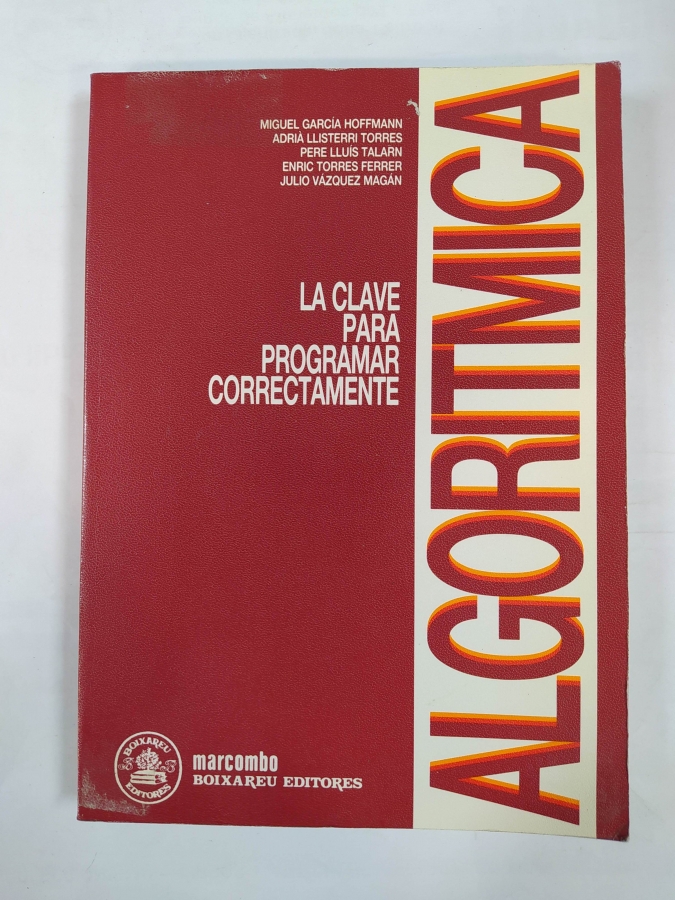 MIGUEL GARCÍA HOFFMANN
ADRIÀ LLISTERRI TORRES
PERE LLUÍS TALARN
ENRIC TORRES FERRER
JULIO VÁZQUEZ MAGÁN
LA CLAVE
PARA
PROGRAMAR
CORRECTAMENTE
ALGORITMICA
BOIXAREU
EDITORES
marcombo
BOIXAREU EDITORES